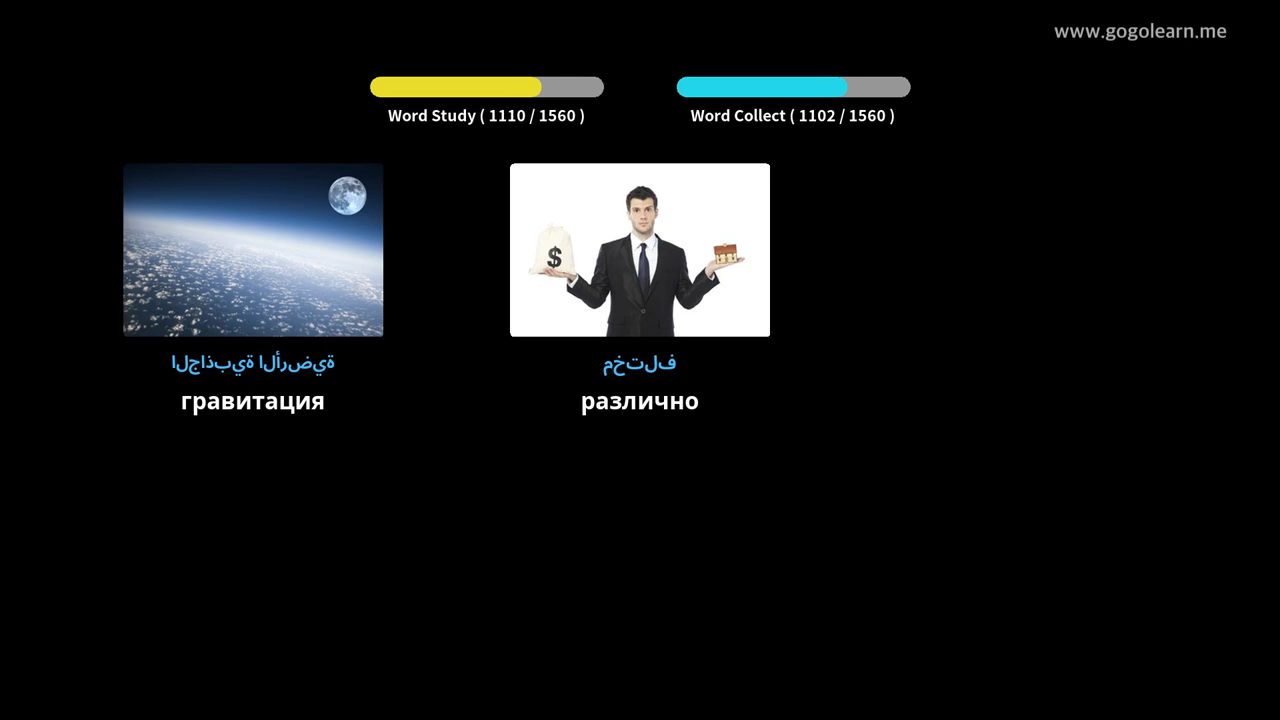 www.gogolearn.me
Word Study ( 1110 / 1560 )
Word Collect ( 1102 / 1560 )
الجاذبية الأرضية
гравитация
مختلف
различно
$